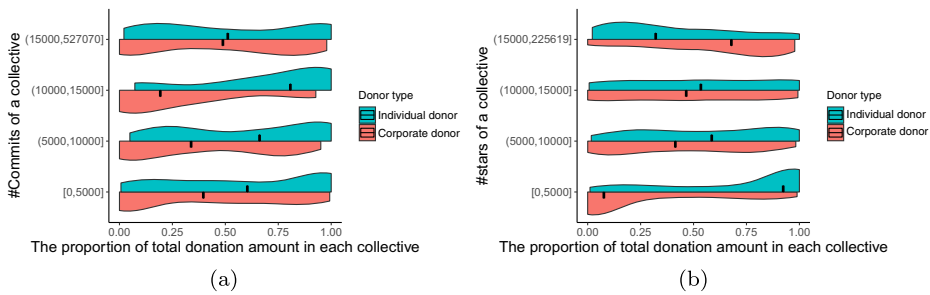 #Commits of a collective
(15000,527070]
(10000,15000]
(5000,10000]
[0,5000]
0.00 0.25 0.50 0.75 1.00
The proportion of total donation amount in each collective
Donor type
Individual donor
Corporate donor
(a)
#stars of a collective
(15000,225619]
(10000,15000]
(5000,10000]
[0,5000]
0.00 0.25 0.50 0.75 1.00
The proportion of total donation amount in each collective
Donor type
Individual donor
Corporate donor
(b)